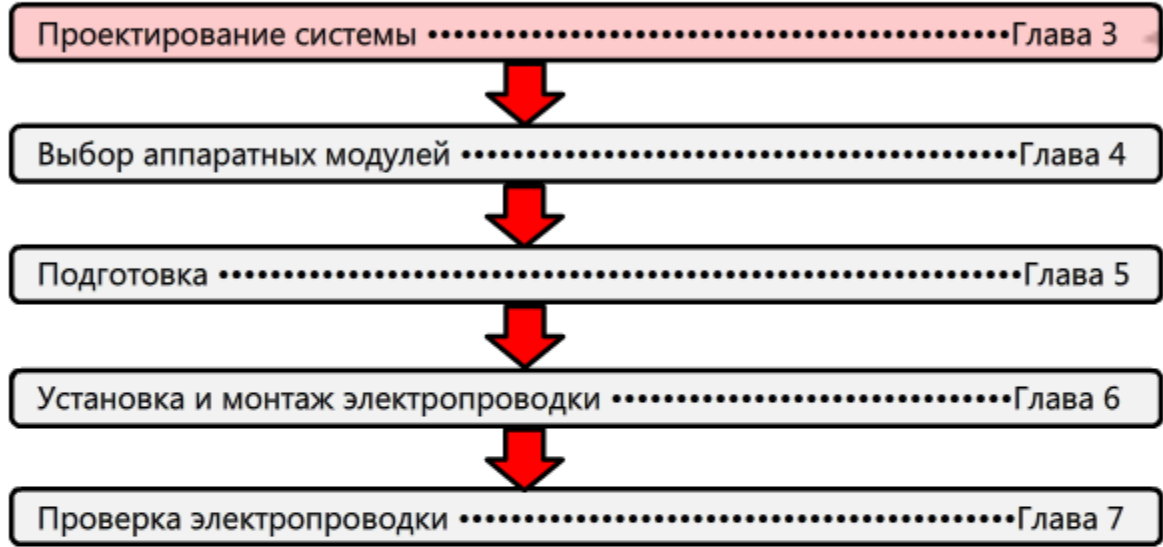 Проектирование системы ••••••••••••••••••••••••••••••••••••••••••••Глава 3
Выбор аппаратных модулей ••••••••••••••••••••••••••••••••••••••••••Глава 4
Подготовка •••••••••••••••••••••••••••••••••••••••••••••••••••••••••••••Глава 5
Установка и монтаж электропроводки ••••••••••••••••••••••••••••••Глава 6
Проверка электропроводки ••••••••••••••••••••••••••••••••••••••••••Глава 7